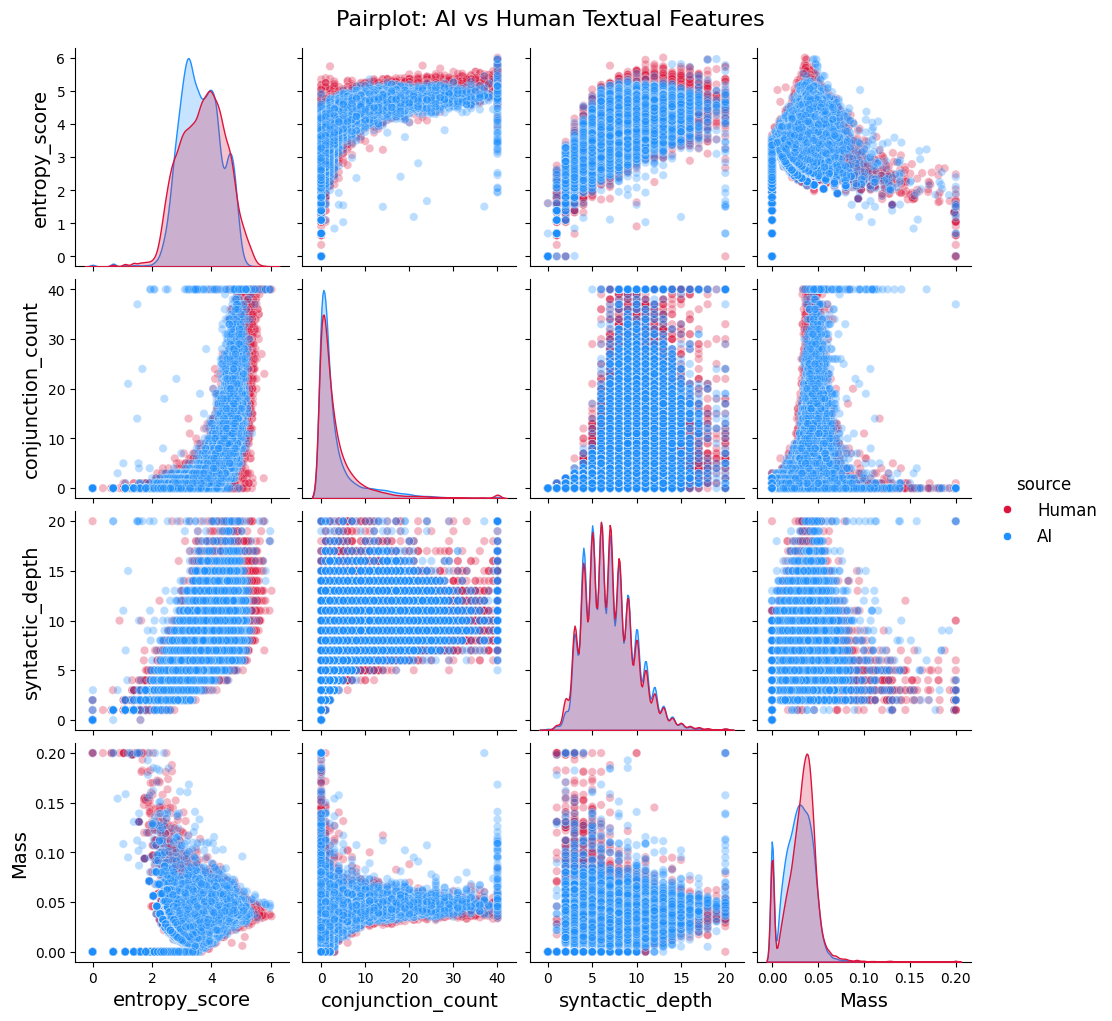 Pairplot: AI vs Human Textual Features
entropy_score
6
5
4
3
2
1
0
conjunction_count
40
30
20
10
0
source
Human
AI
syntactic_depth
20
15
10
5
0
Mass
0.20
0.15
0.10
0.05
0.00
0 2 4 6
0 10 20 30 40
0 5 10 15 20
0.00 0.05 0.10 0.15 0.20
entropy_score
conjunction_count
syntactic_depth
Mass